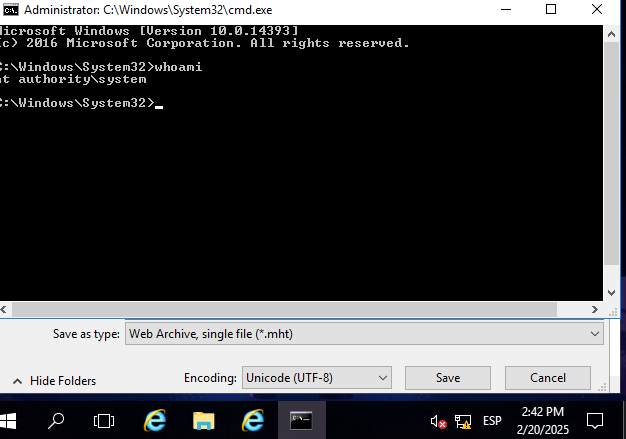 Administrator: C:\Windows\System32\cmd.exe
Microsoft Windows [Version 10.0.14393]
(c) 2016 Microsoft Corporation. All rights reserved.
C:\Windows\System32>whoami
nt authority\system
C:\Windows\System32>
Save as type: Web Archive, single file (*.mht)
Hide Folders Encoding: Unicode (UTF-8) Save Cancel
ESP 2:42 PM
2/20/2025